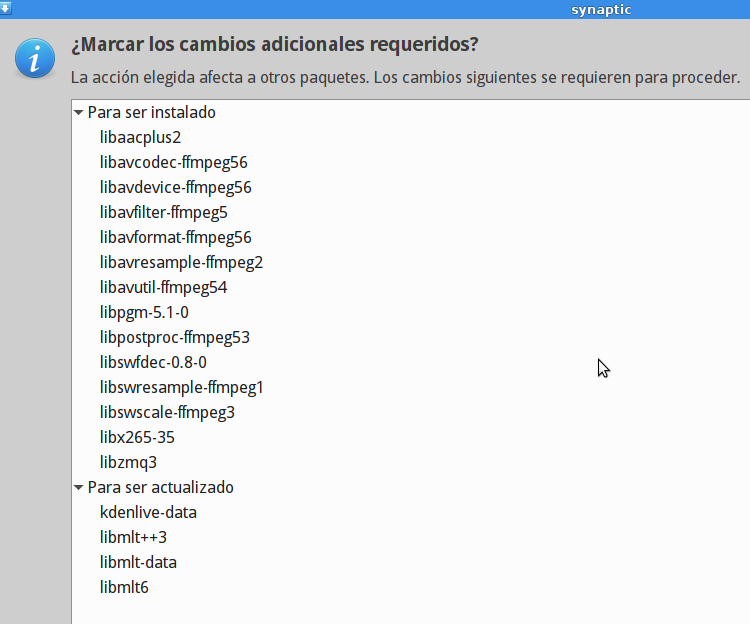 synaptic
¿Marcar los cambios adicionales requeridos?
La acción elegida afecta a otros paquetes. Los cambios siguientes se requieren para proceder.
Para ser instalado
libaacplus2
libavcodec-ffmpeg56
libavdevice-ffmpeg56
libavfilter-ffmpeg5
libavformat-ffmpeg56
libavresample-ffmpeg2
libavutil-ffmpeg54
libpgm-5.1-0
libpostproc-ffmpeg53
libswfdec-0.8-0
libswresample-ffmpeg1
libswscale-ffmpeg3
libx265-35
libzmq3
Para ser actualizado
kdenlive-data
libmlt++3
libmlt-data
libmlt6